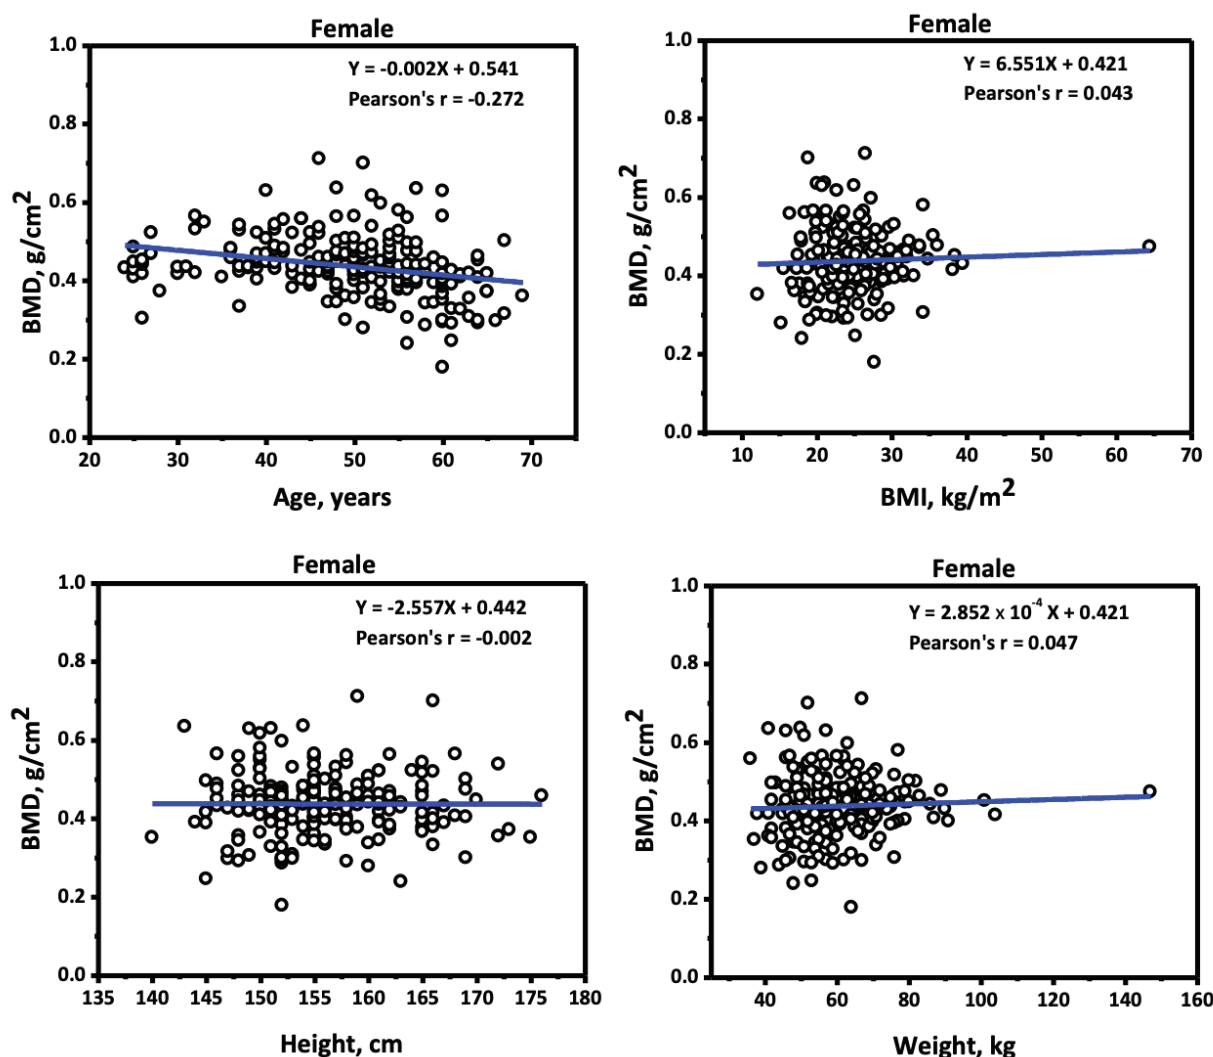 Female
Y = -0.002X + 0.541
Pearson's r = -0.272
1.0
0.8
0.6
0.4
0.2
0.0
BMD, g/cm²
20 30 40 50 60 70
Age, years
Female
Y = 6.551X + 0.421
Pearson's r = 0.043
1.0
0.8
0.6
0.4
0.2
0.0
BMD, g/cm²
10 20 30 40 50 60 70
BMI, kg/m²
Female
Y = -2.557X + 0.442
Pearson's r = -0.002
1.0
0.8
0.6
0.4
0.2
0.0
BMD, g/cm²
135 140 145 150 155 160 165 170 175 180
Height, cm
Female
Y = 2.852 x 10⁻⁴ X + 0.421
Pearson's r = 0.047
1.0
0.8
0.6
0.4
0.2
0.0
BMD, g/cm²
40 60 80 100 120 140 160
Weight, kg